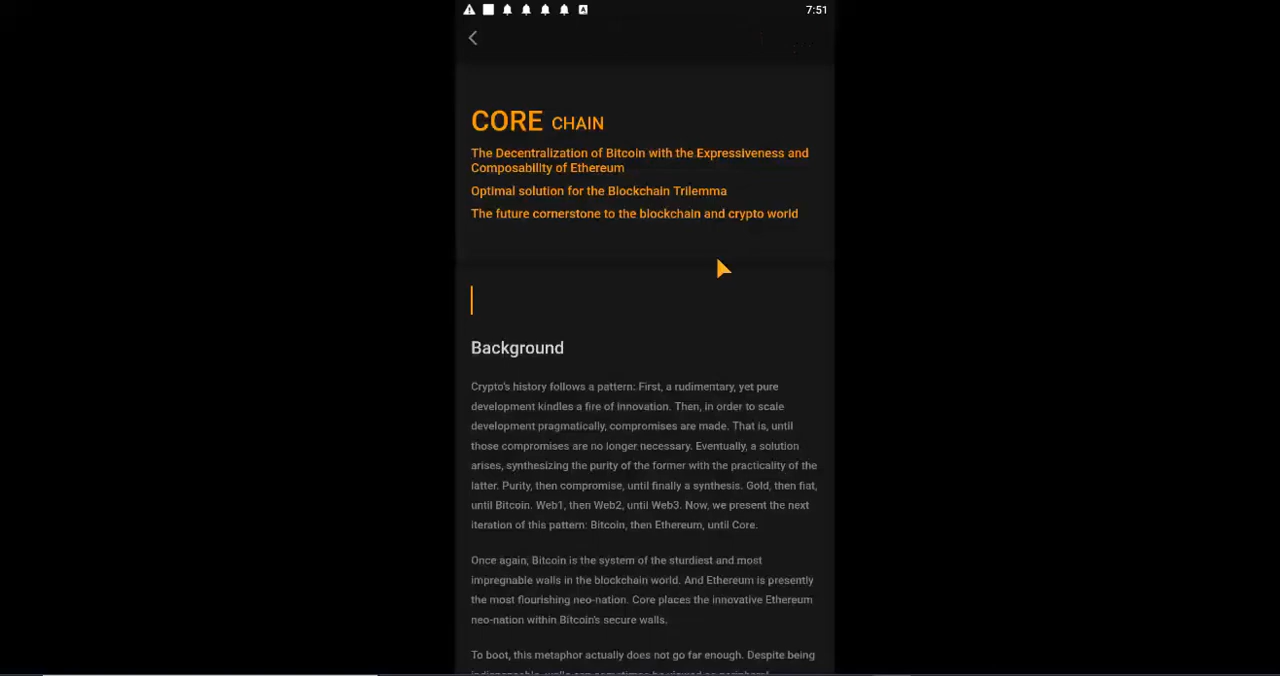 7:51
CORE CHAIN
The Decentralization of Bitcoin with the Expressiveness and
Composability of Ethereum
Optimal solution for the Blockchain Trilemma
The future cornerstone to the blockchain and crypto world
Background
Crypto's history follows a pattern: First, a rudimentary, yet pure
development kindles a fire of innovation. Then, in order to scale
development pragmatically, compromises are made. That is, until
those compromises are no longer necessary. Eventually, a solution
arises, synthesizing the purity of the former with the practicality of the
latter. Purity, then compromise, until finally a synthesis. Gold, then fiat,
until Bitcoin. Web1, then Web2, until Web3. Now, we present the next
iteration of this pattern: Bitcoin, then Ethereum, until Core.
Once again, Bitcoin is the system of the sturdiest and most
impregnable walls in the blockchain world. And Ethereum is presently
the most flourishing neo-nation. Core places the innovative Ethereum
neo-nation within Bitcoin's secure walls.
To boot, this metaphor actually does not go far enough. Despite being